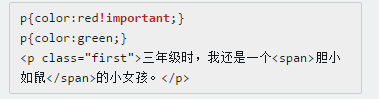 p{color:red!important;}
p{color:green;}
<p class="first">三年级时，我还是一个<span>胆小
如鼠</span>的小女孩。</p>